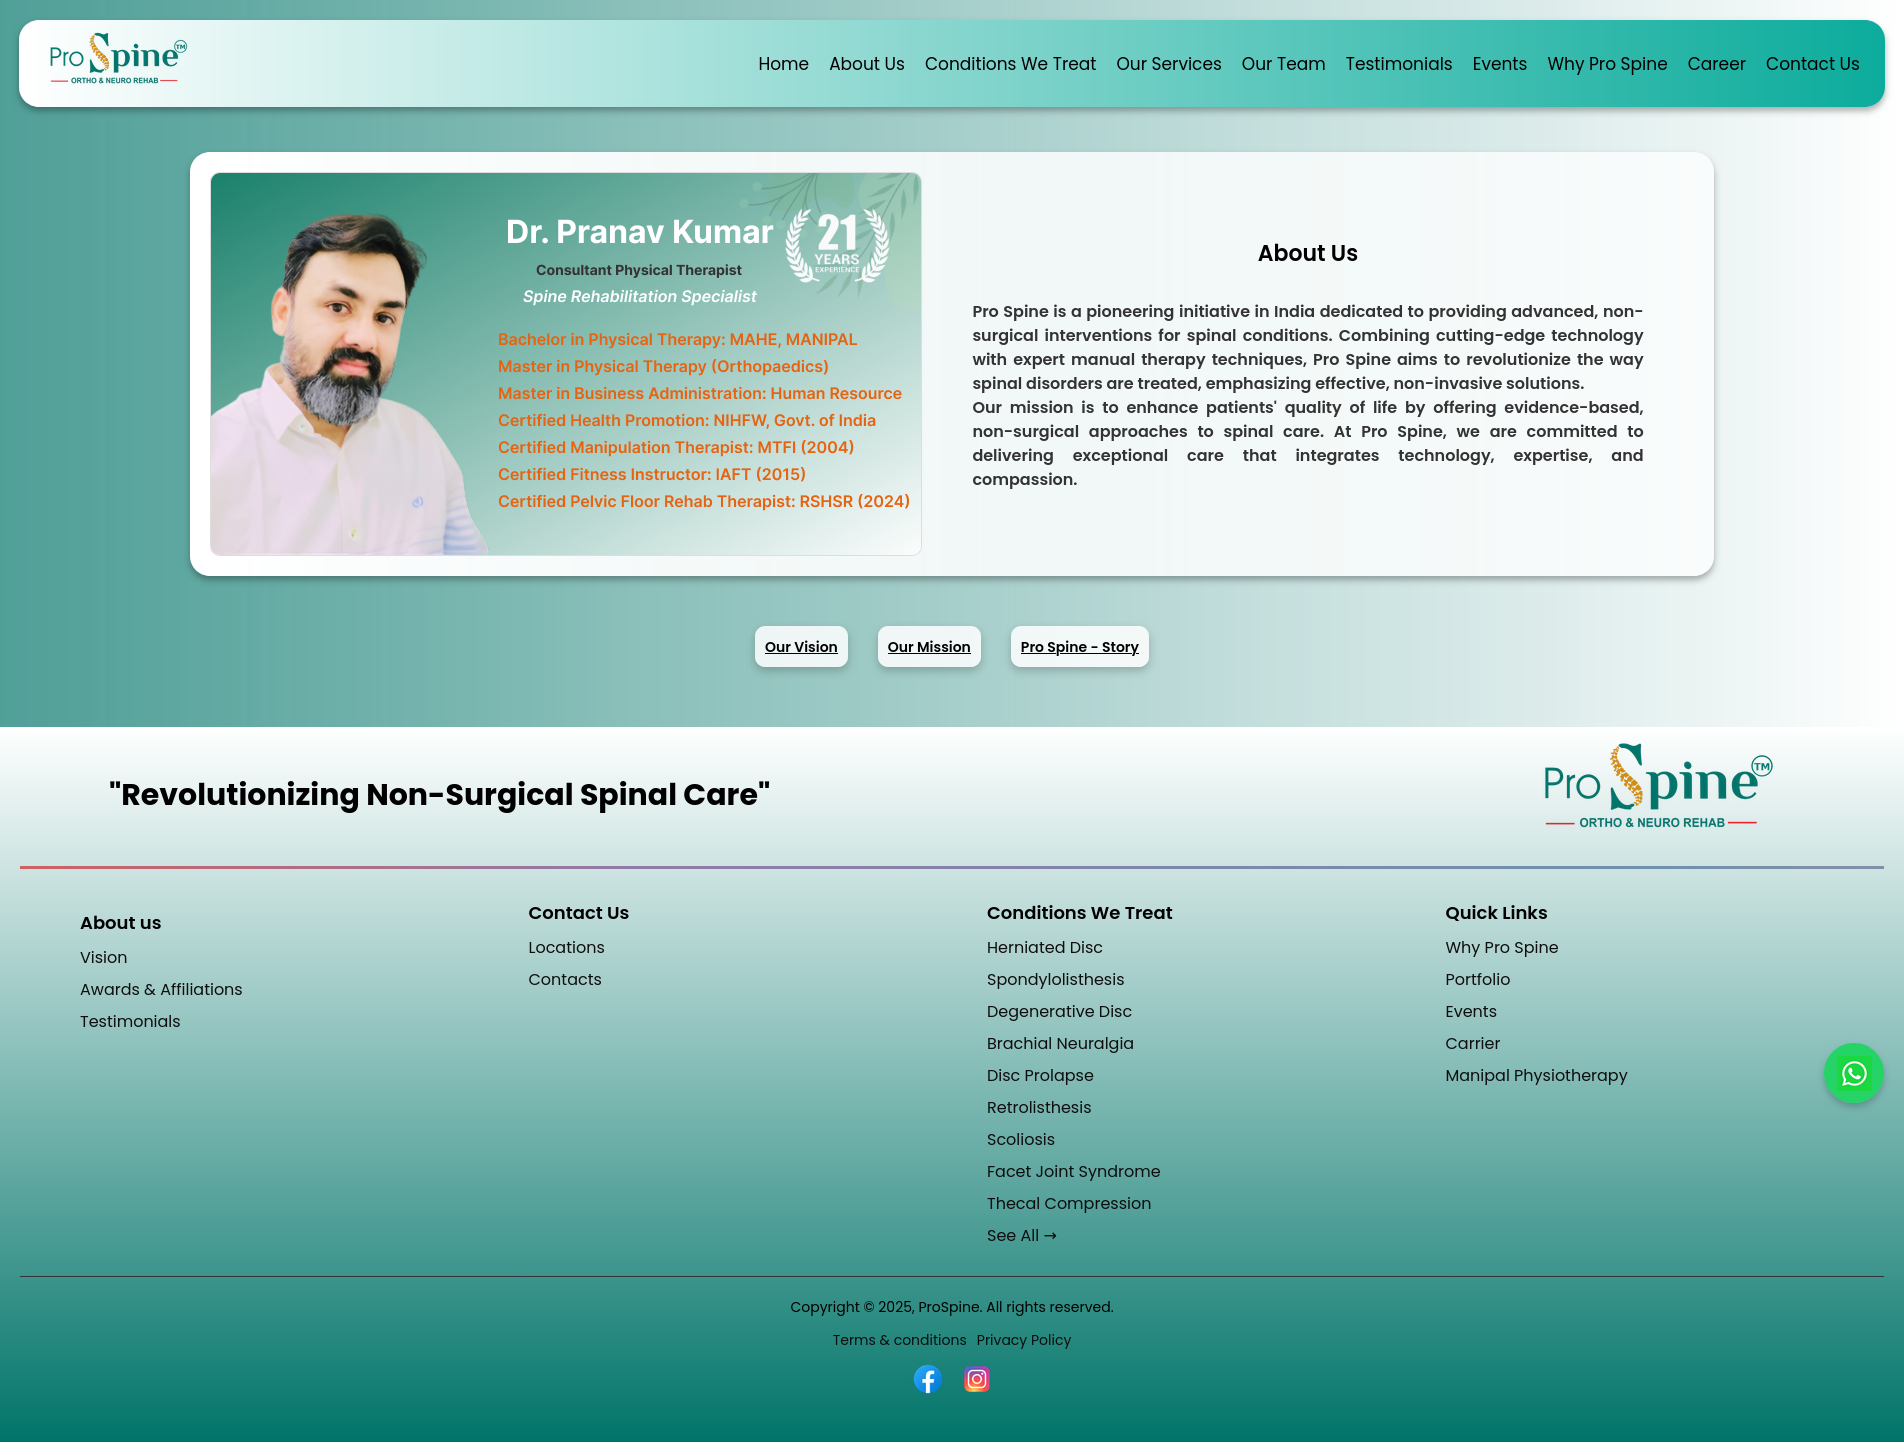 Pro Spine TM
ORTHO & NEURO REHAB
Home About Us Conditions We Treat Our Services Our Team Testimonials Events Why Pro Spine Career Contact Us
Dr. Pranav Kumar
Consultant Physical Therapist
Spine Rehabilitation Specialist
21
YEARS
EXPERIENCE
Bachelor in Physical Therapy: MAHE, MANIPAL
Master in Physical Therapy (Orthopaedics)
Master in Business Administration: Human Resource
Certified Health Promotion: NIHFW, Govt. of India
Certified Manipulation Therapist: MTFI (2004)
Certified Fitness Instructor: IAFT (2015)
Certified Pelvic Floor Rehab Therapist: RSHSR (2024)
About Us
Pro Spine is a pioneering initiative in India dedicated to providing advanced, non-
surgical interventions for spinal conditions. Combining cutting-edge technology
with expert manual therapy techniques, Pro Spine aims to revolutionize the way
spinal disorders are treated, emphasizing effective, non-invasive solutions.
Our mission is to enhance patients' quality of life by offering evidence-based,
non-surgical approaches to spinal care. At Pro Spine, we are committed to
delivering exceptional care that integrates technology, expertise, and
compassion.
Our Vision
Our Mission
Pro Spine - Story
"Revolutionizing Non-Surgical Spinal Care"
Pro Spine TM
ORTHO & NEURO REHAB
About us
Vision
Awards & Affiliations
Testimonials
Contact Us
Locations
Contacts
Conditions We Treat
Herniated Disc
Spondylolisthesis
Degenerative Disc
Brachial Neuralgia
Disc Prolapse
Retrolisthesis
Scoliosis
Facet Joint Syndrome
Thecal Compression
See All →
Quick Links
Why Pro Spine
Portfolio
Events
Carrier
Manipal Physiotherapy
Copyright © 2025, ProSpine. All rights reserved.
Terms & conditions Privacy Policy